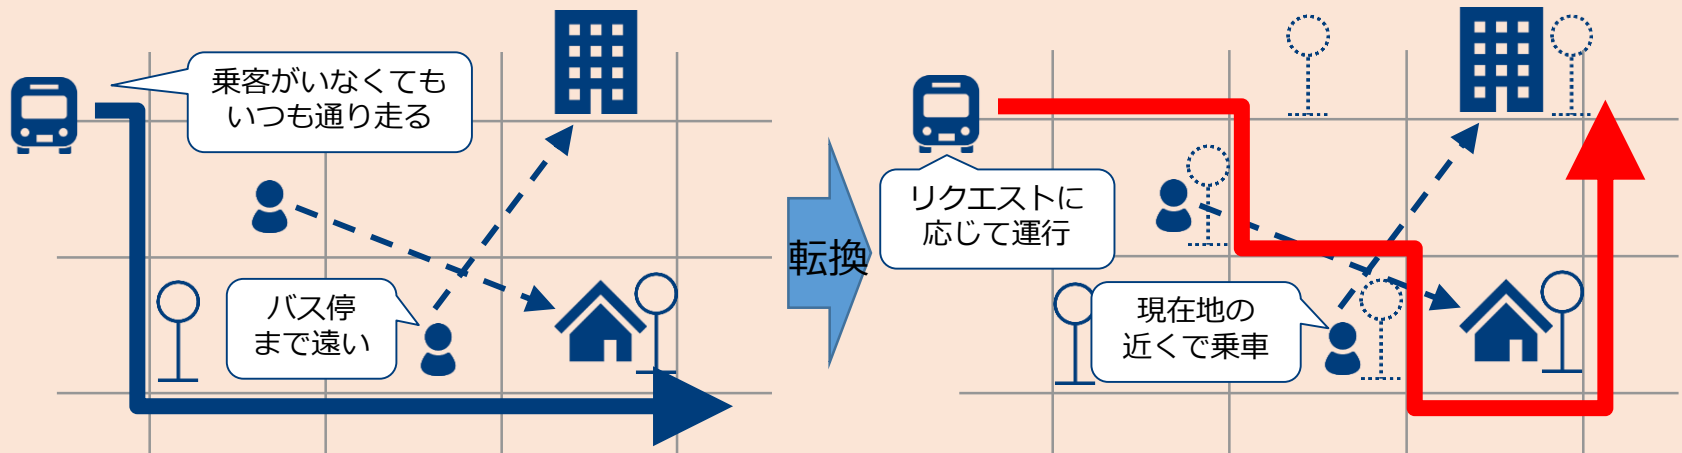 乗客がいなくても
いつも通り走る
バス停
まで遠い
転換
リクエストに
応じて運行
現在地の
近くで乗車